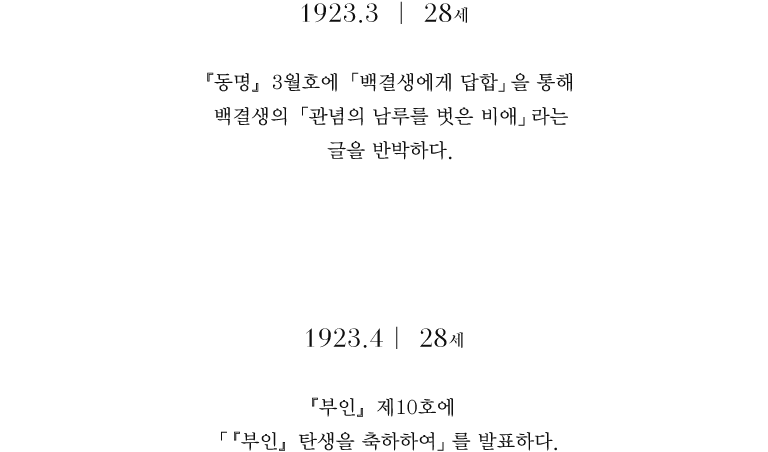 1923.3 | 28세
『동명』 3월호에 「백결생에게 답합」을 통해
백결생의 「관념의 남루를 벗은 비애」라는
글을 반박하다.
1923.4 | 28세
『부인』 제10호에
「『부인』 탄생을 축하하여」를 발표하다.